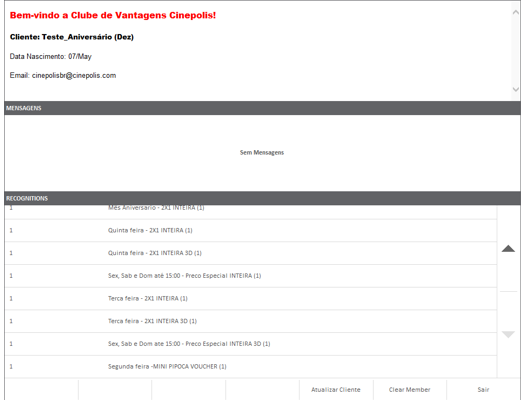 Bem-vindo a Clube de Vantagens Cinepolis!
Cliente: Teste_Aniversário (Dez)
Data Nascimento: 07/May
Email: cinepolisbr@cinepolis.com
MENSAGENS
Sem Mensagens
RECOGNITIONS
1 Mês Aniversario - 2X1 INTEIRA (1)
1 Quinta feira - 2X1 INTEIRA (1)
1 Quinta feira - 2X1 INTEIRA 3D (1)
1 Sex, Sab e Dom até 15:00 - Preco Especial INTEIRA (1)
1 Terca feira - 2X1 INTEIRA (1)
1 Terca feira - 2X1 INTEIRA 3D (1)
1 Sex, Sab e Dom ate 15:00 - Preco Especial INTEIRA 3D (1)
1 Segunda feira -MINI PIPOCA VOUCHER (1)
Atualizar Cliente Clear Member Sair